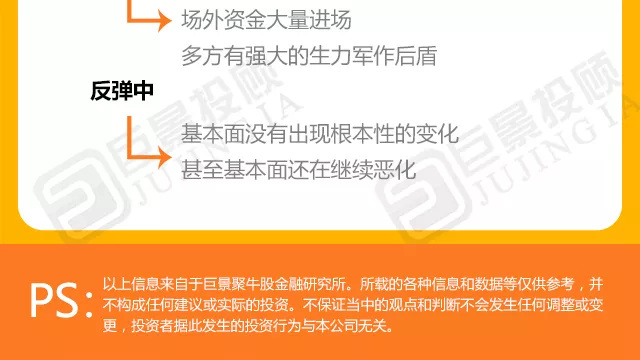 场外资金大量进场
多方有强大的生力军作后盾
反弹中
基本面没有出现根本性的变化
甚至基本面还在继续恶化
巨景投顾
JUJING IA
巨景投顾
JUJING IA
PS:
以上信息来自于巨景聚牛股金融研究所。所载的各种信息和数据等仅供参考，并
不构成任何建议或实际的投资。不保证当中的观点和判断不会发生任何调整或变
更，投资者据此发生的投资行为与本公司无关。